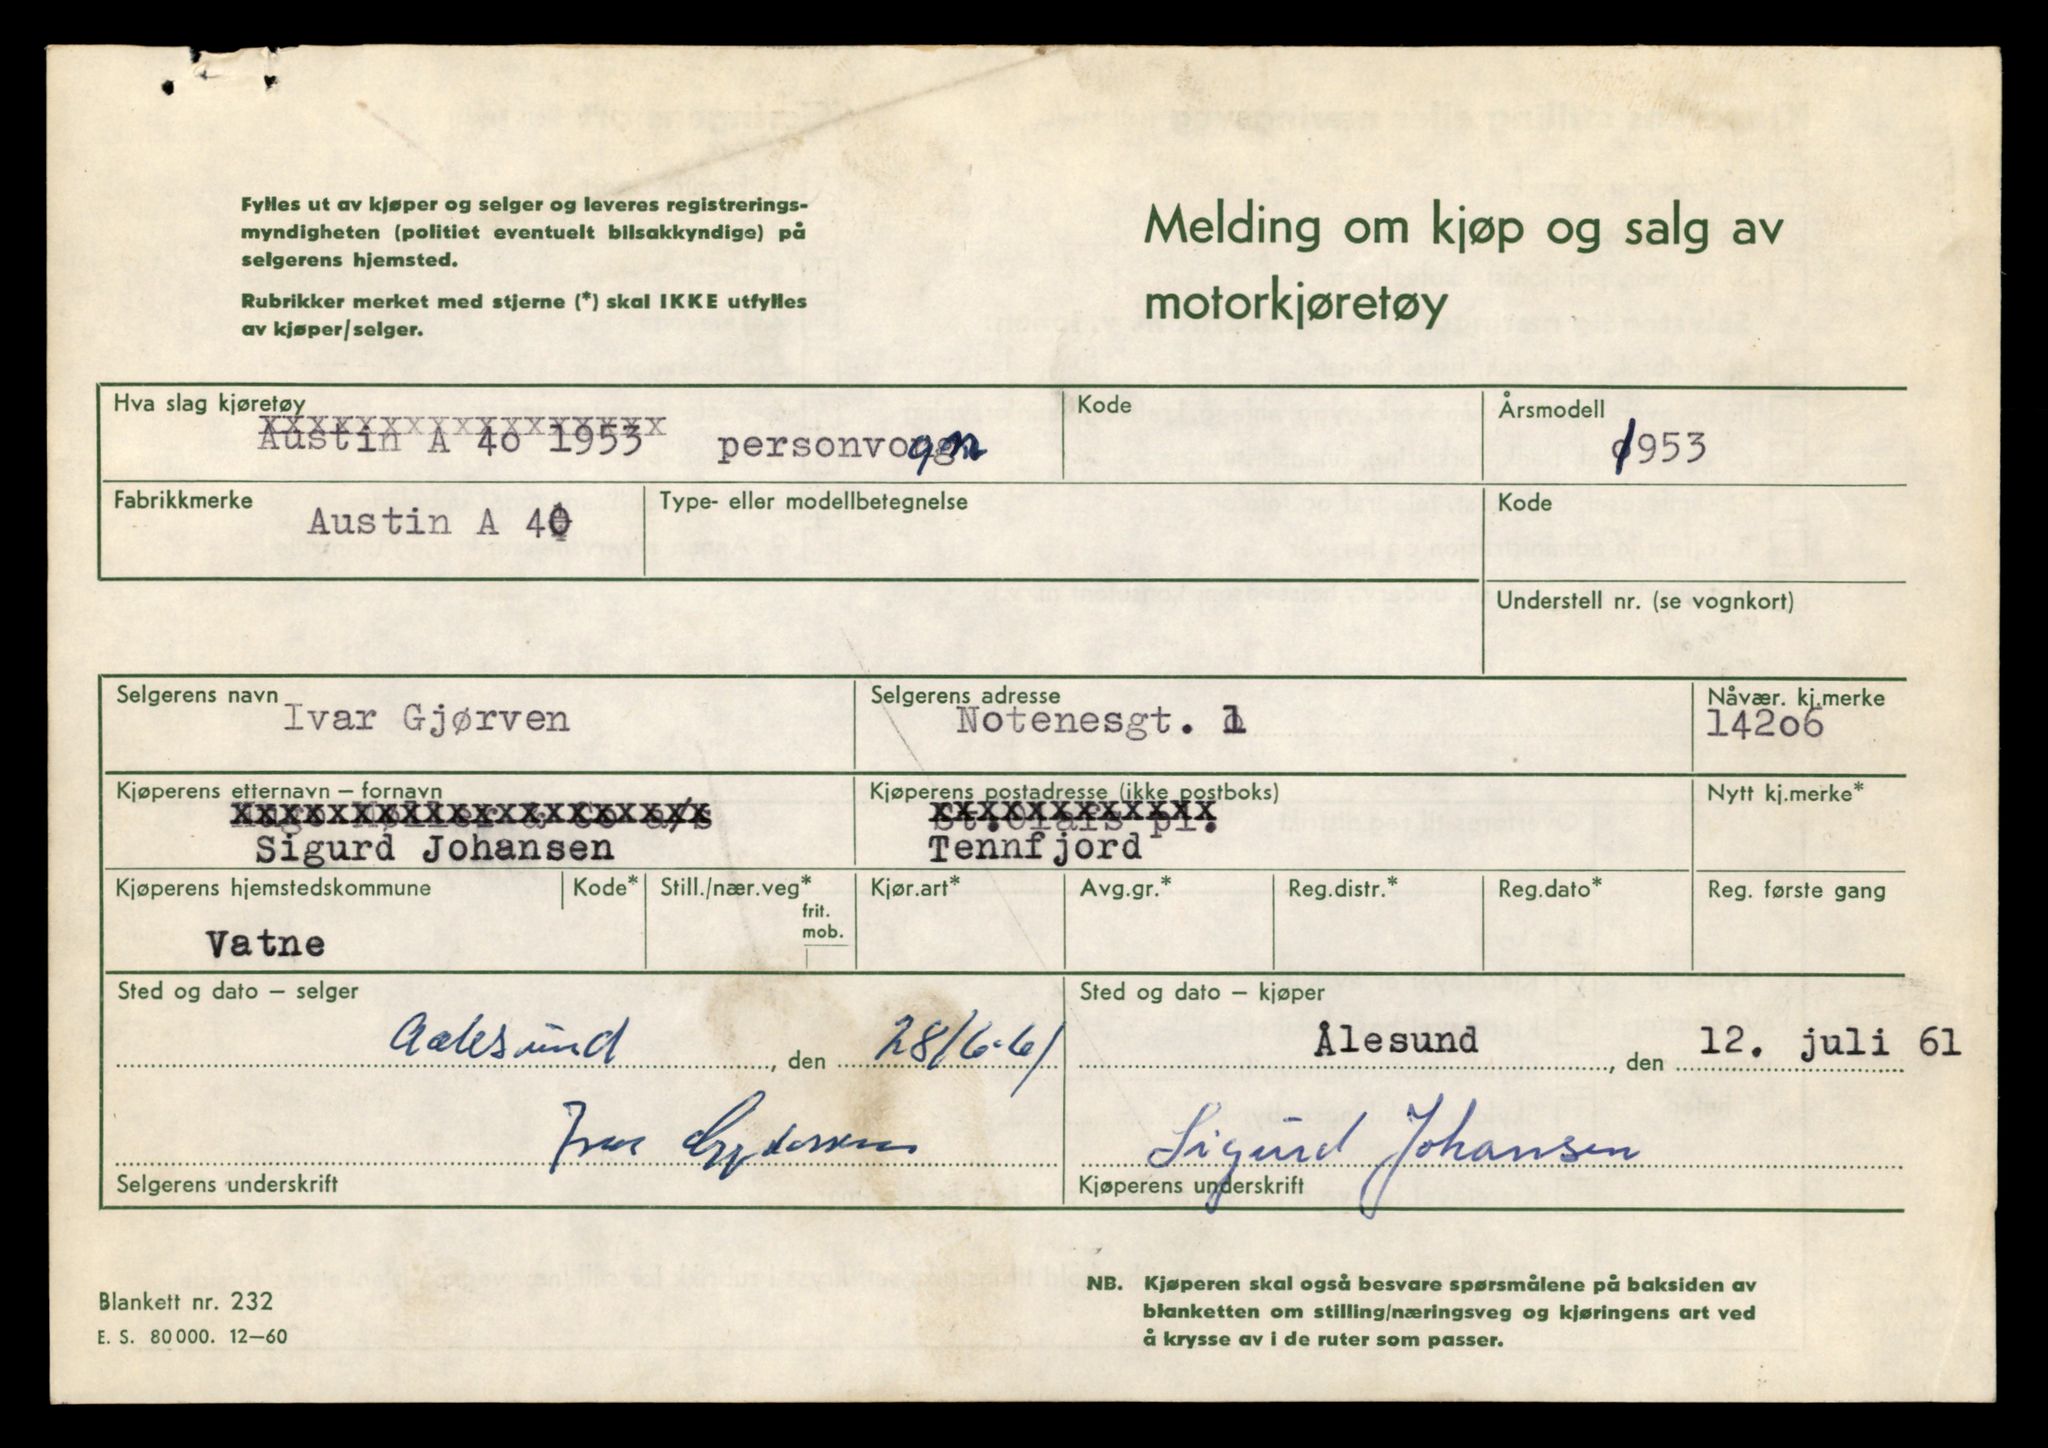 Fylles ut av kjøper og selger og leveres registrerings-
myndigheten (politiet eventuelt bilsakkyndige) på
selgerens hjemsted.
Rubrikker merket med stjerne (*) skal IKKE utfylles
av kjøper/selger.
Melding om kjøp og salg av
motorkjøretøy
Hva slag kjøretøy
Austin A 4o 1953 personvogn
Kode
Årsmodell
1953
Fabrikkmerke
Austin A 40
Type- eller modellbetegnelse
Kode
Understell nr. (se vognkort)
Selgerens navn
Ivar Gjørven
Selgerens adresse
Notenesgt. 1
Nåvær. kj.merke
142o6
Kjøperens etternavn – fornavn
Sigurd Johansen
Kjøperens postadresse (ikke postboks)
St.Olafs pl.
Tennfjord
Nytt kj.merke*
Kjøperens hjemstedskommune
Vatne
Kode*
Still./nær.veg*
frit.
mob.
Kjør.art*
Avg.gr.*
Reg.distr.*
Reg.dato*
Reg. første gang
Sted og dato – selger
Aalesund, den 28/6-61
Selgerens underskrift
Sted og dato – kjøper
Ålesund, den 12. juli 61
Sigurd Johansen
Kjøperens underskrift
Blankett nr. 232
E. S. 80 000. 12–60
NB. Kjøperen skal også besvare spørsmålene på baksiden av
blanketten om stilling/næringsveg og kjøringens art ved
å krysse av i de ruter som passer.